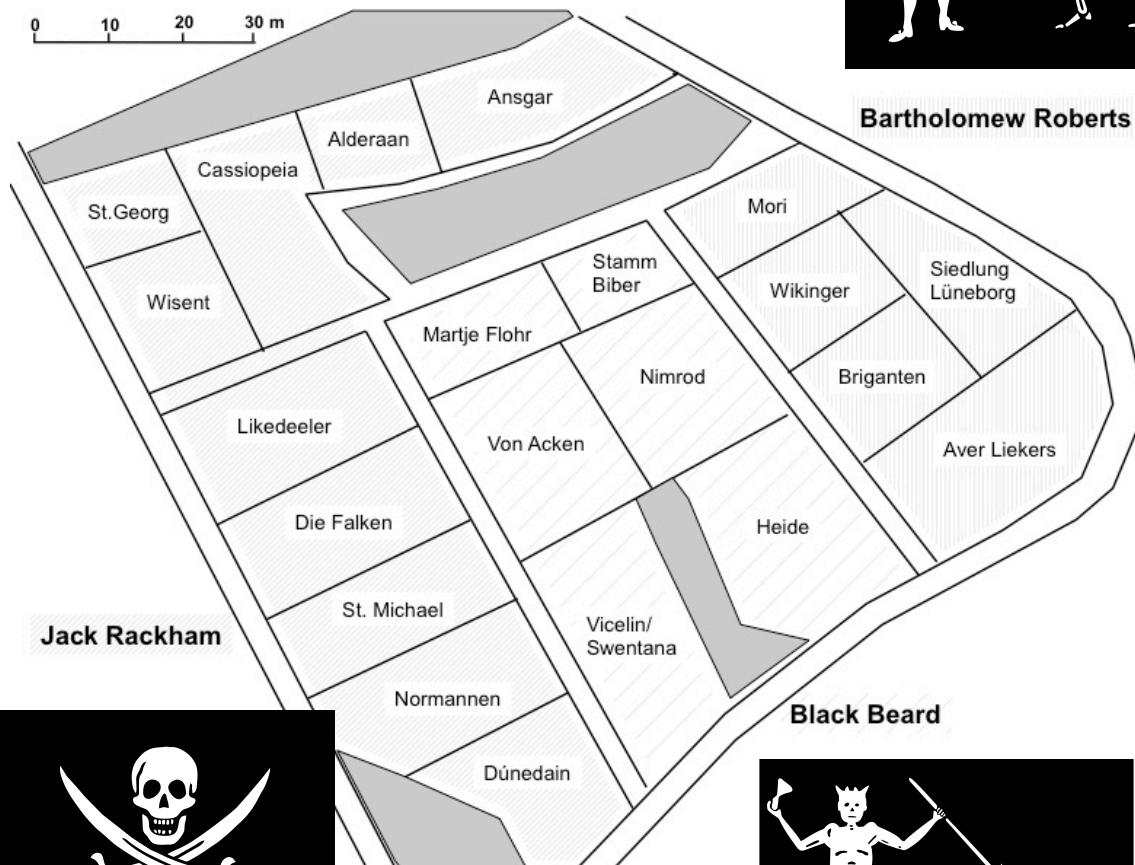 0 10 20 30 m
Ansgar
Alderaan
Cassiopeia
St.Georg
Wisent
Bartholomew Roberts
Mori
Stamm
Biber
Wikinger
Siedlung
Lüneborg
Martje Flohr
Nimrod
Briganten
Likedeeler
Von Acken
Aver Liekers
Die Falken
Heide
St. Michael
Jack Rackham
Vicelin/
Swentana
Normannen
Black Beard
Dúnedain